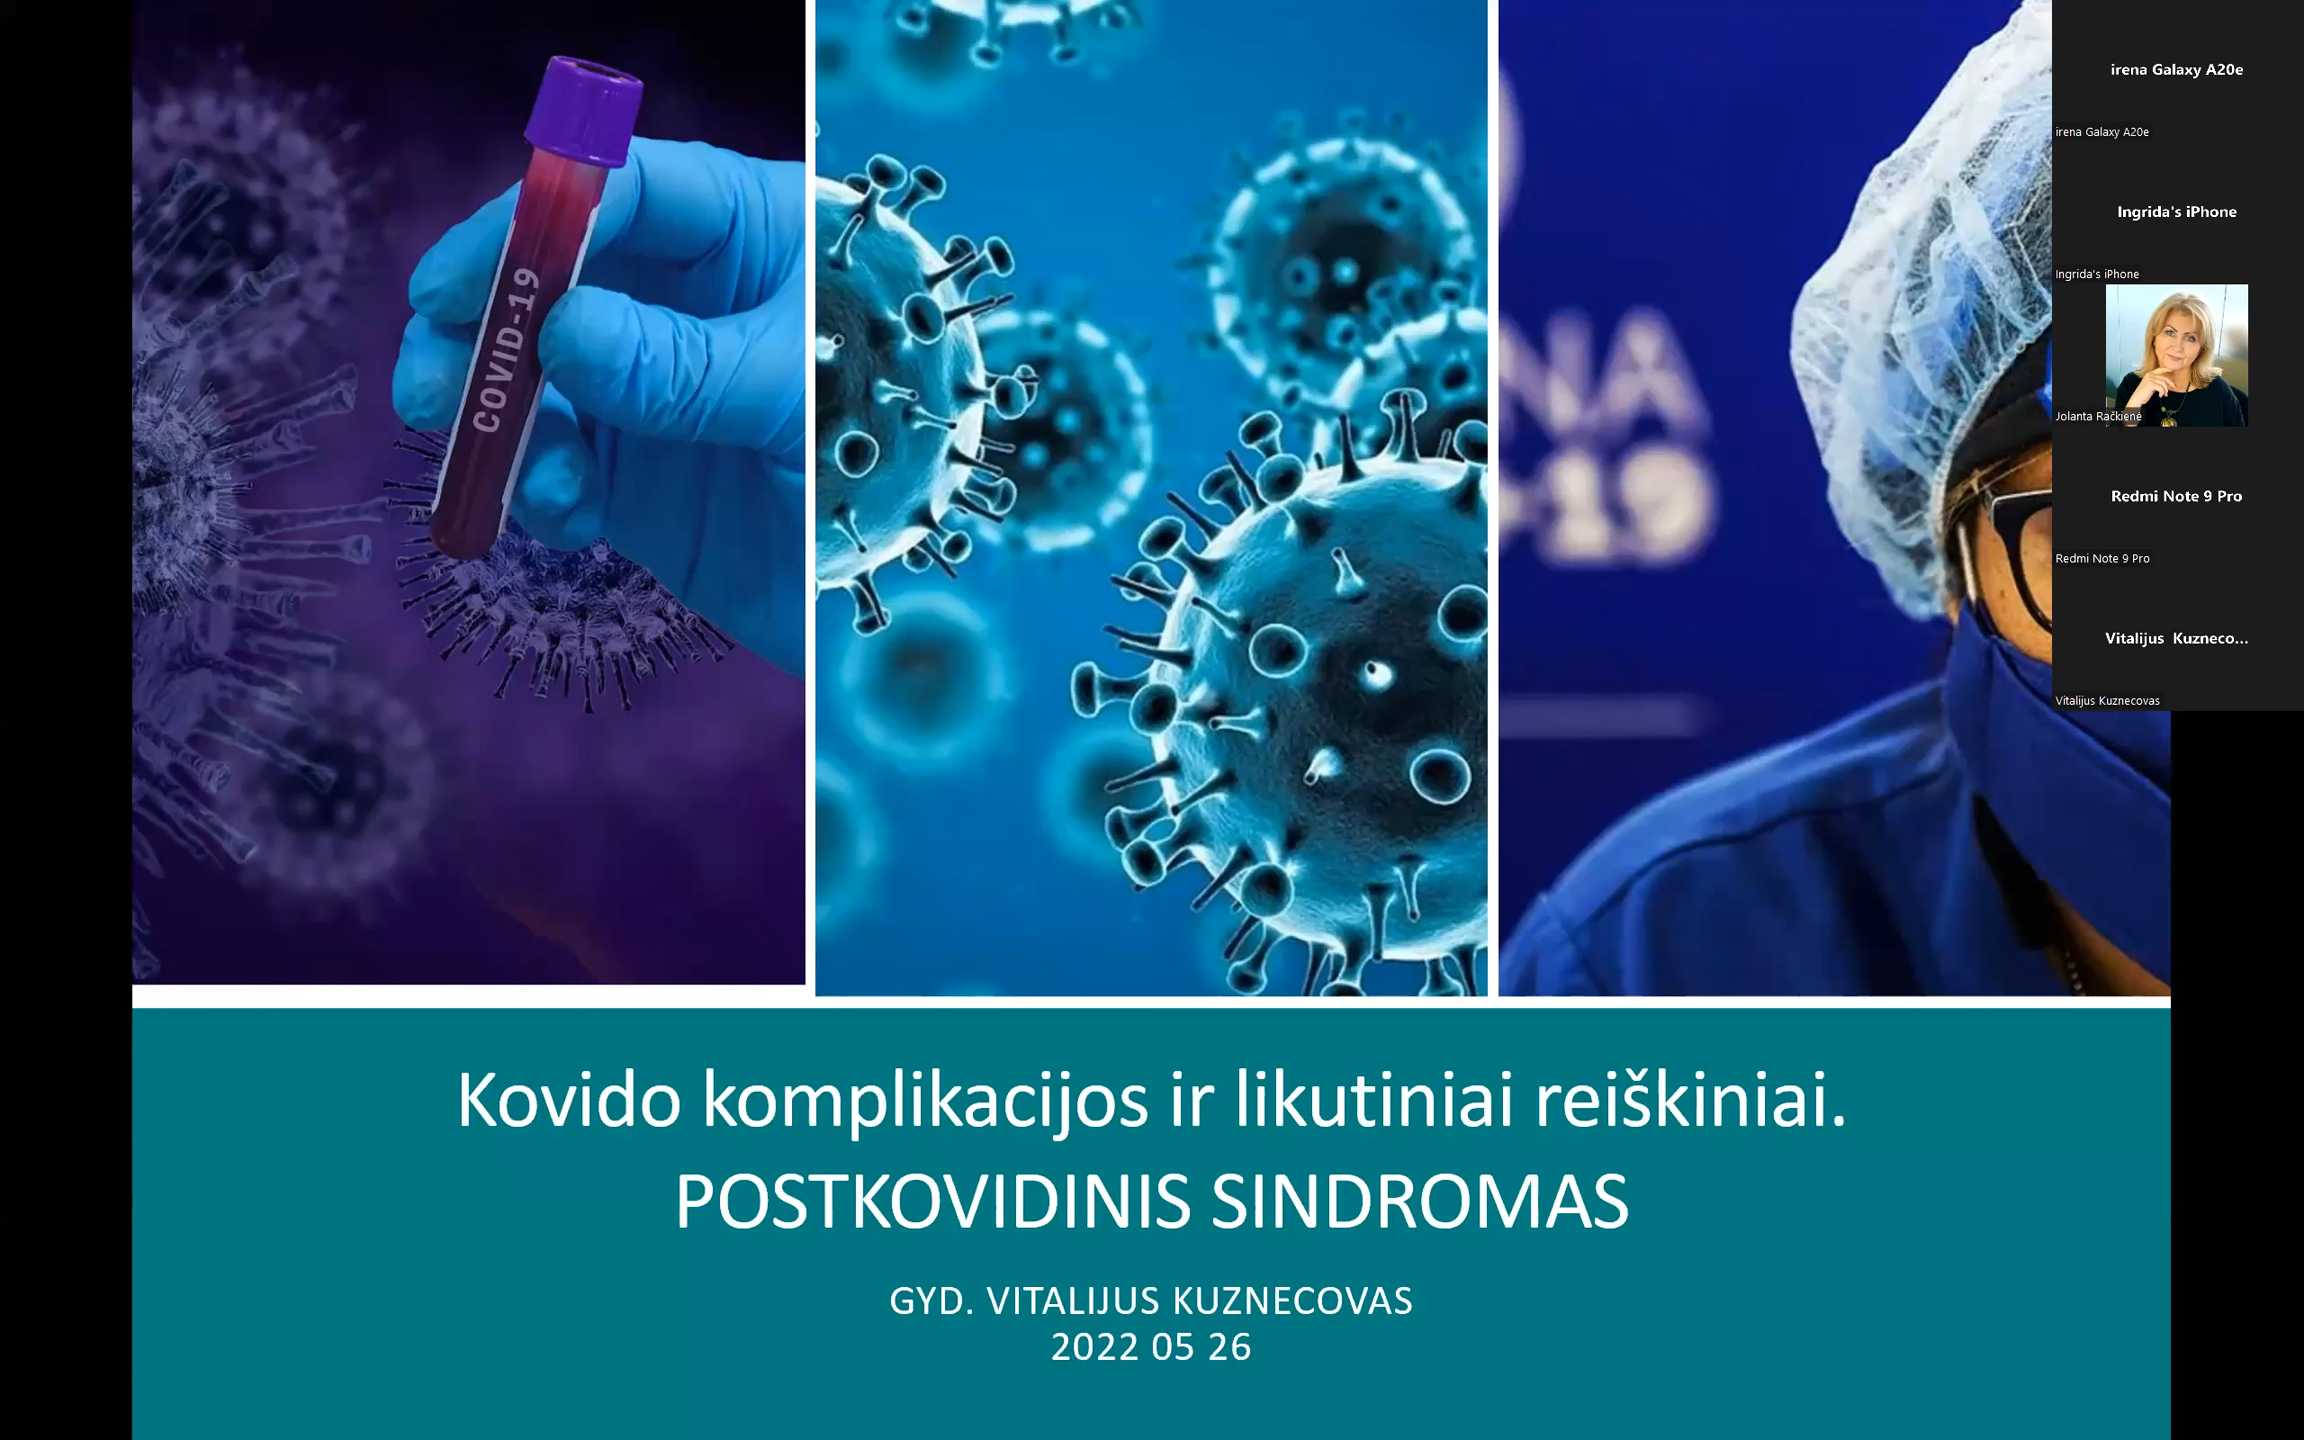 COVID-19
NA
-19
Kovido komplikacijos ir likutiniai reiškiniai.
POSTKOVIDINIS SINDROMAS
GYD. VITALIJUS KUZNECOVAS
2022 05 26
irena Galaxy A20e
irena Galaxy A20e
Ingrida's iPhone
Ingrida's iPhone
Jolanta Račkienė
Redmi Note 9 Pro
Redmi Note 9 Pro
Vitalijus Kuzneco...
Vitalijus Kuznecovas